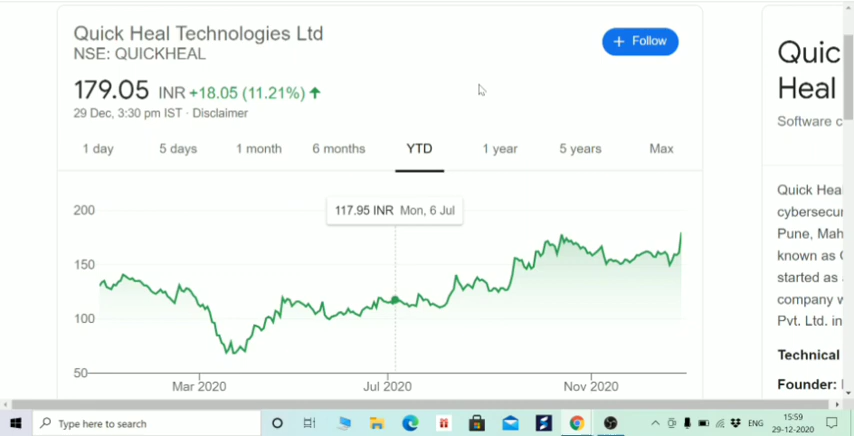 Quick Heal Technologies Ltd
NSE: QUICKHEAL
+ Follow
179.05 INR +18.05 (11.21%) ↑
29 Dec, 3:30 pm IST · Disclaimer
1 day 5 days 1 month 6 months YTD 1 year 5 years Max
117.95 INR Mon, 6 Jul
200
150
100
50
Mar 2020 Jul 2020 Nov 2020
Quic
Heal
Software c
Quick Hea
cybersecur
Pune, Mah
known as
started as
company w
Pvt. Ltd. in
Technical
Founder:
Type here to search
ENG
15:59
29-12-2020